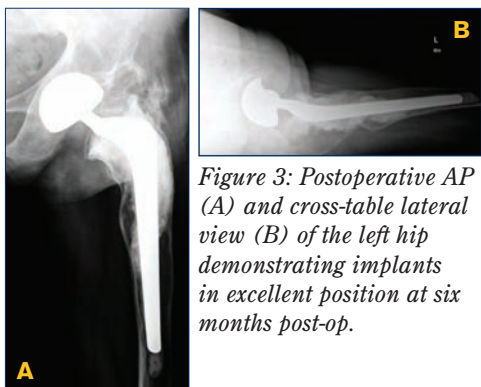 B
L
Figure 3: Postoperative AP
(A) and cross-table lateral
view (B) of the left hip
demonstrating implants
in excellent position at six
months post-op.
A